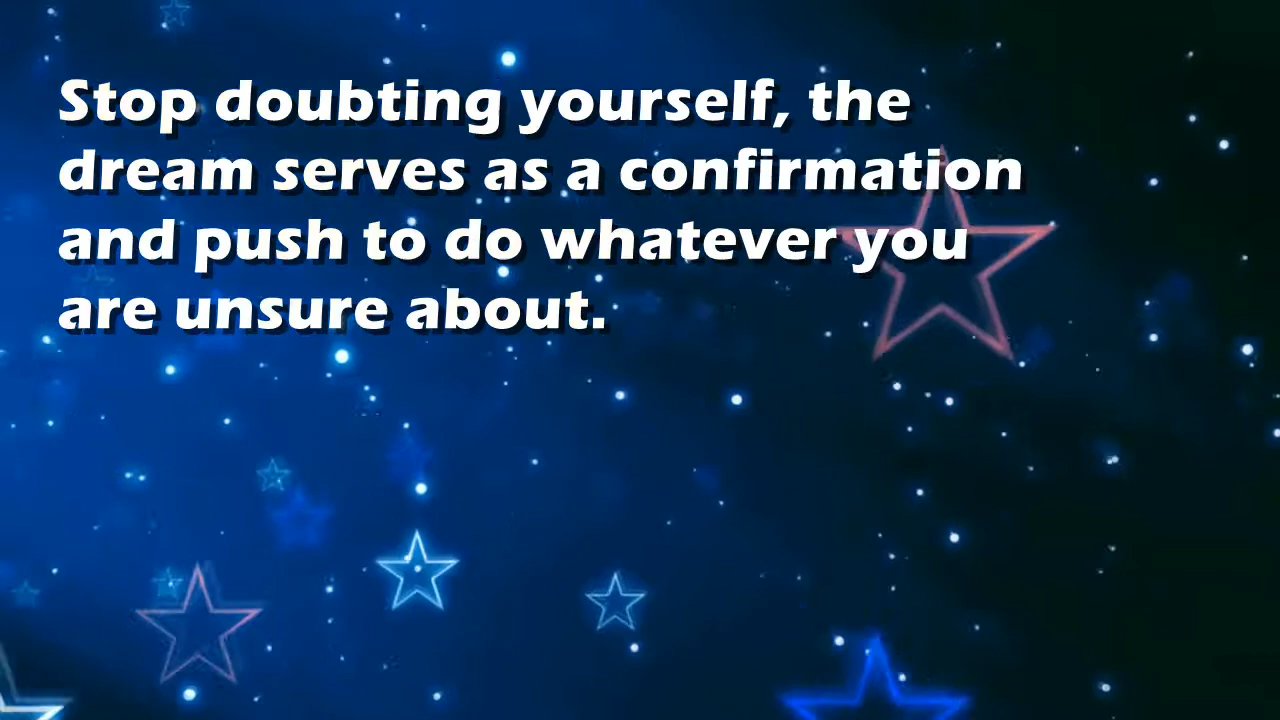 Stop doubting yourself, the
dream serves as a confirmation
and push to do whatever you
are unsure about.